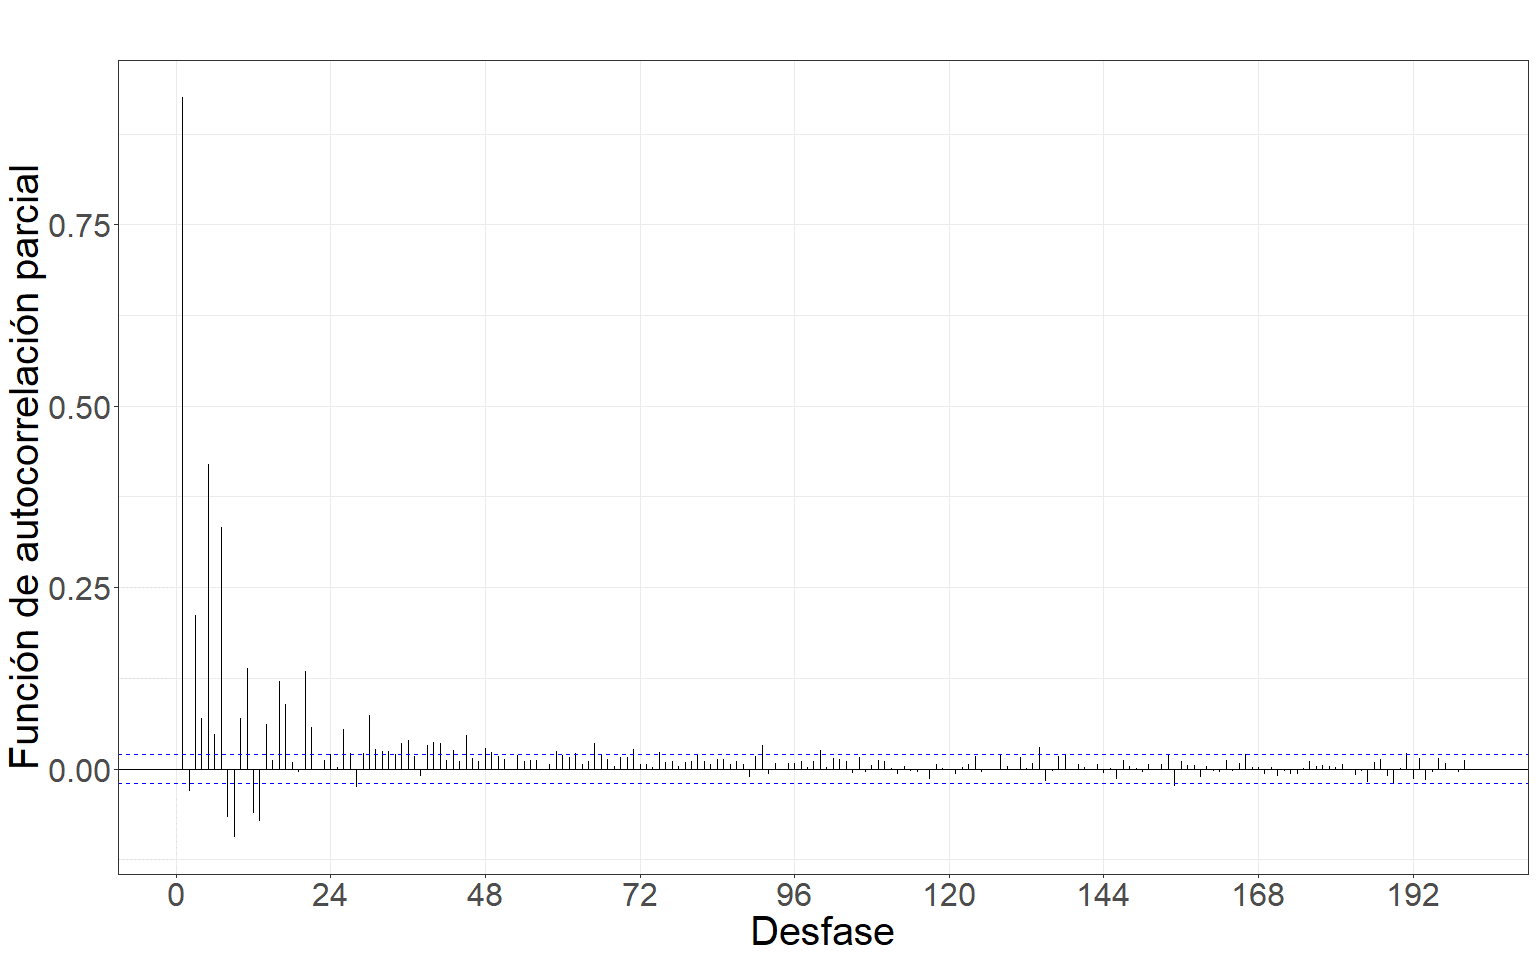 Función de autocorrelación parcial
0.75
0.50
0.25
0.00
0 24 48 72 96 120 144 168 192
Desfase